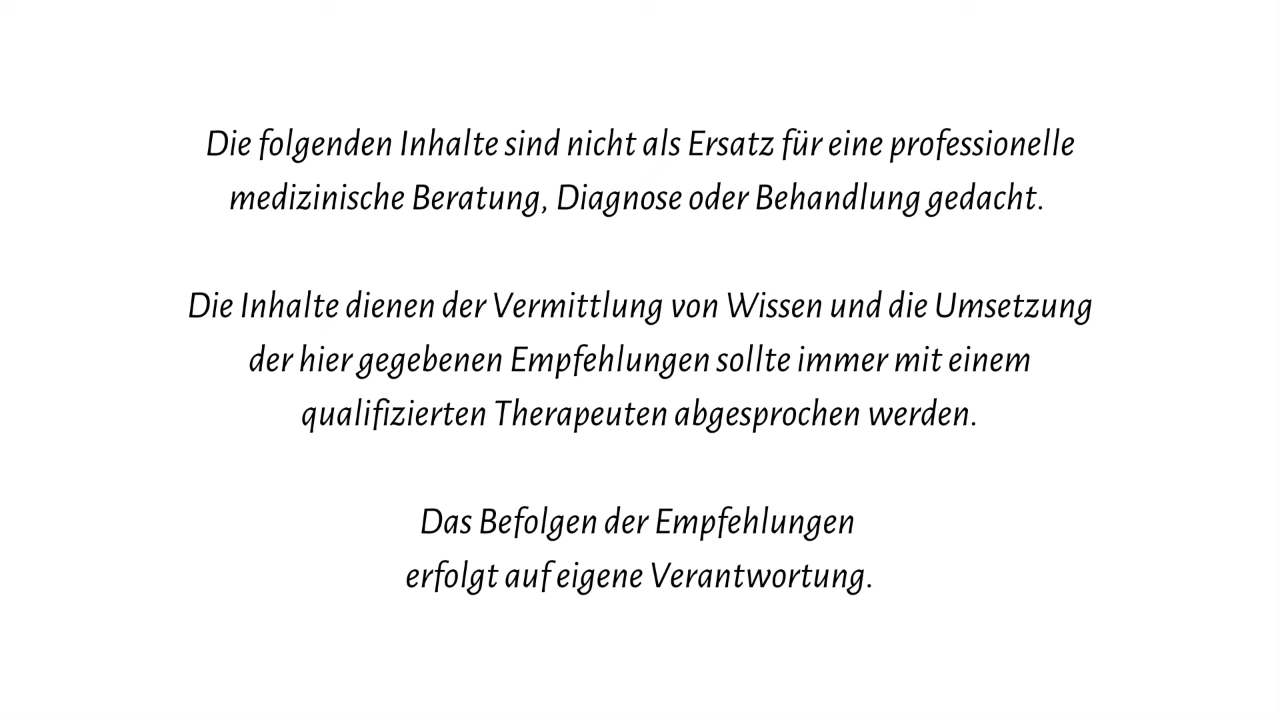 Die folgenden Inhalte sind nicht als Ersatz für eine professionelle
medizinische Beratung, Diagnose oder Behandlung gedacht.
Die Inhalte dienen der Vermittlung von Wissen und die Umsetzung
der hier gegebenen Empfehlungen sollte immer mit einem
qualifizierten Therapeuten abgesprochen werden.
Das Befolgen der Empfehlungen
erfolgt auf eigene Verantwortung.